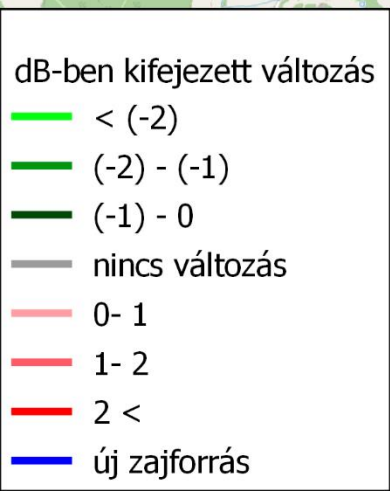 dB-ben kifejezett változás
< (-2)
(-2) - (-1)
(-1) - 0
nincs változás
0- 1
1- 2
2 <
új zajforrás